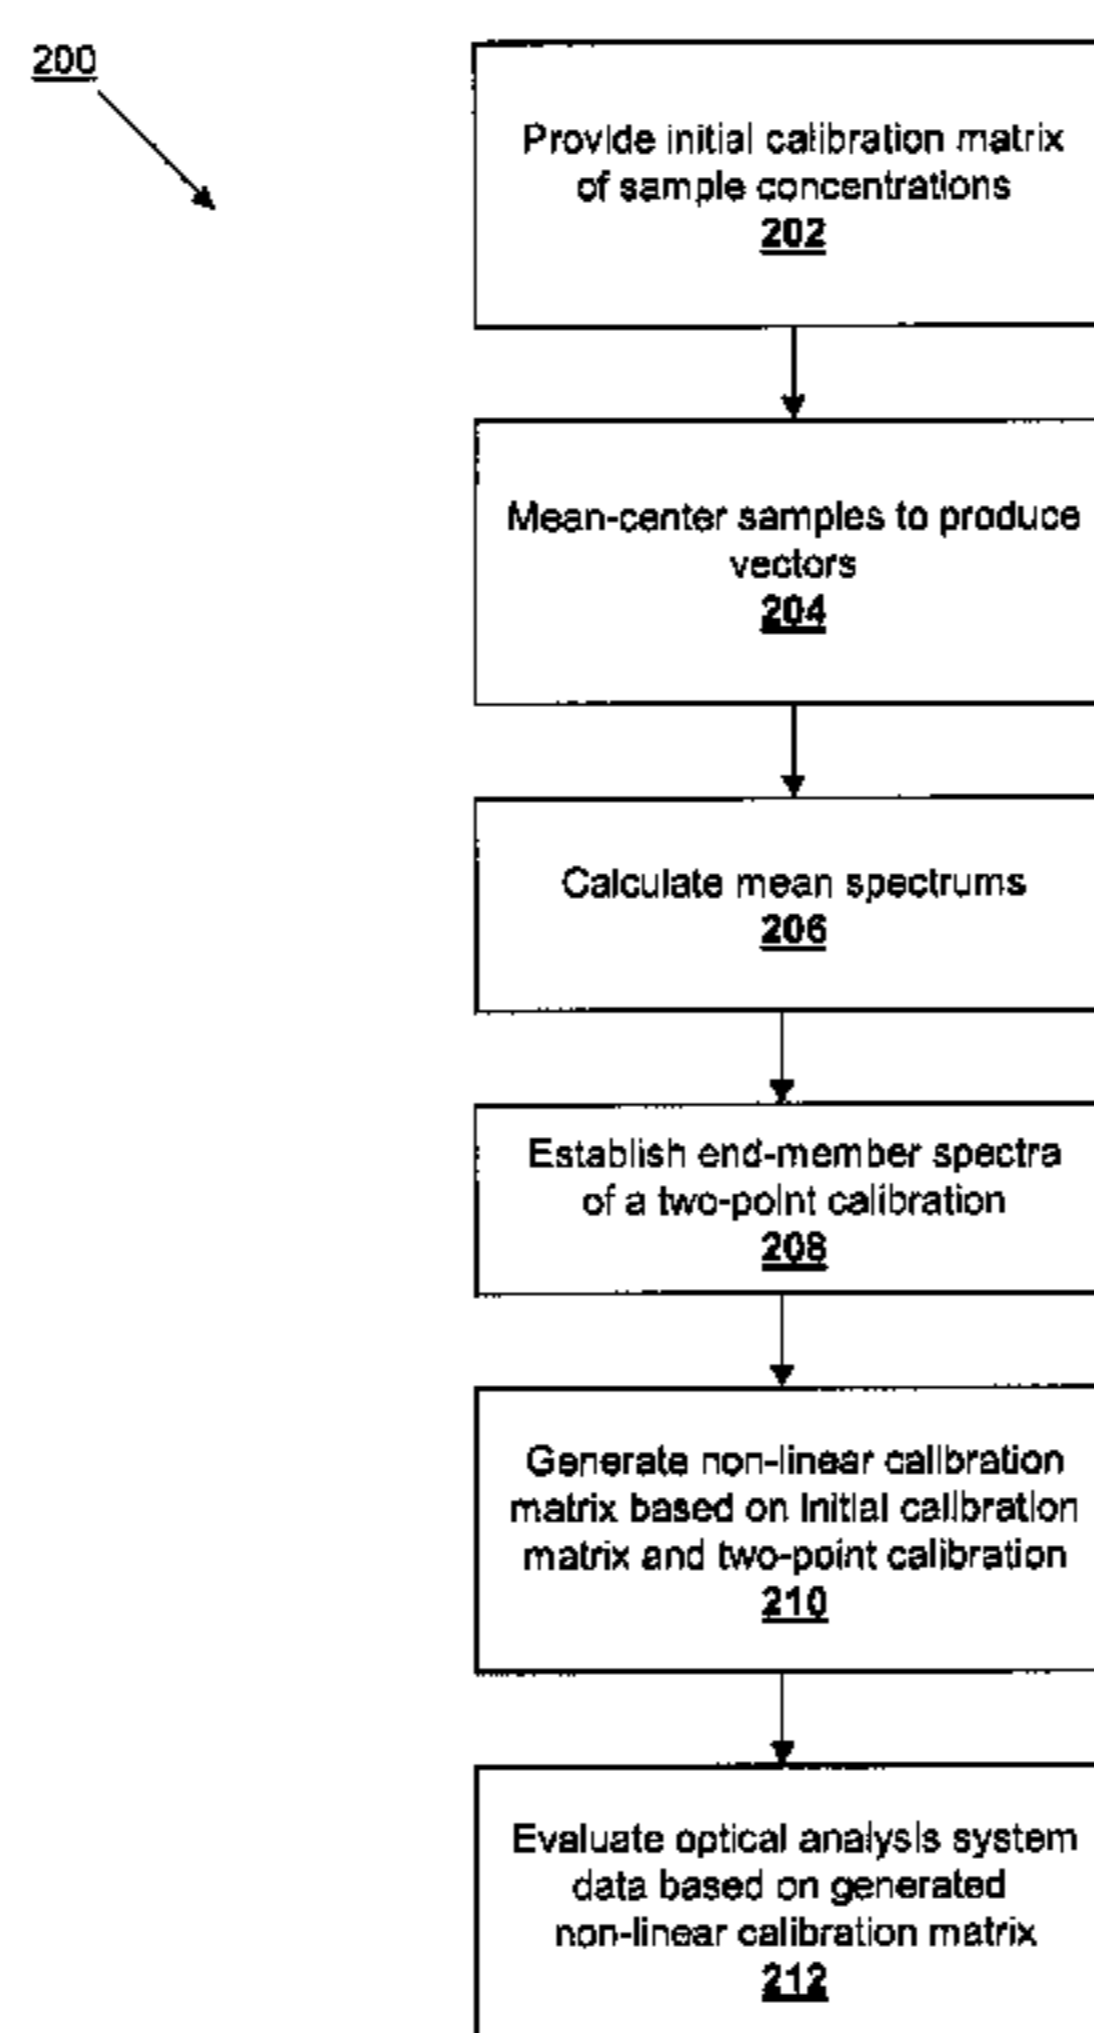 200
Provide initial calibration matrix
of sample concentrations
202
Mean-center samples to produce
vectors
204
Calculate mean spectrums
206
Establish end-member spectra
of a two-point calibration
208
Generate non-linear calibration
matrix based on initial calibration
matrix and two-point calibration
210
Evaluate optical analysis system
data based on generated
non-linear calibration matrix
212